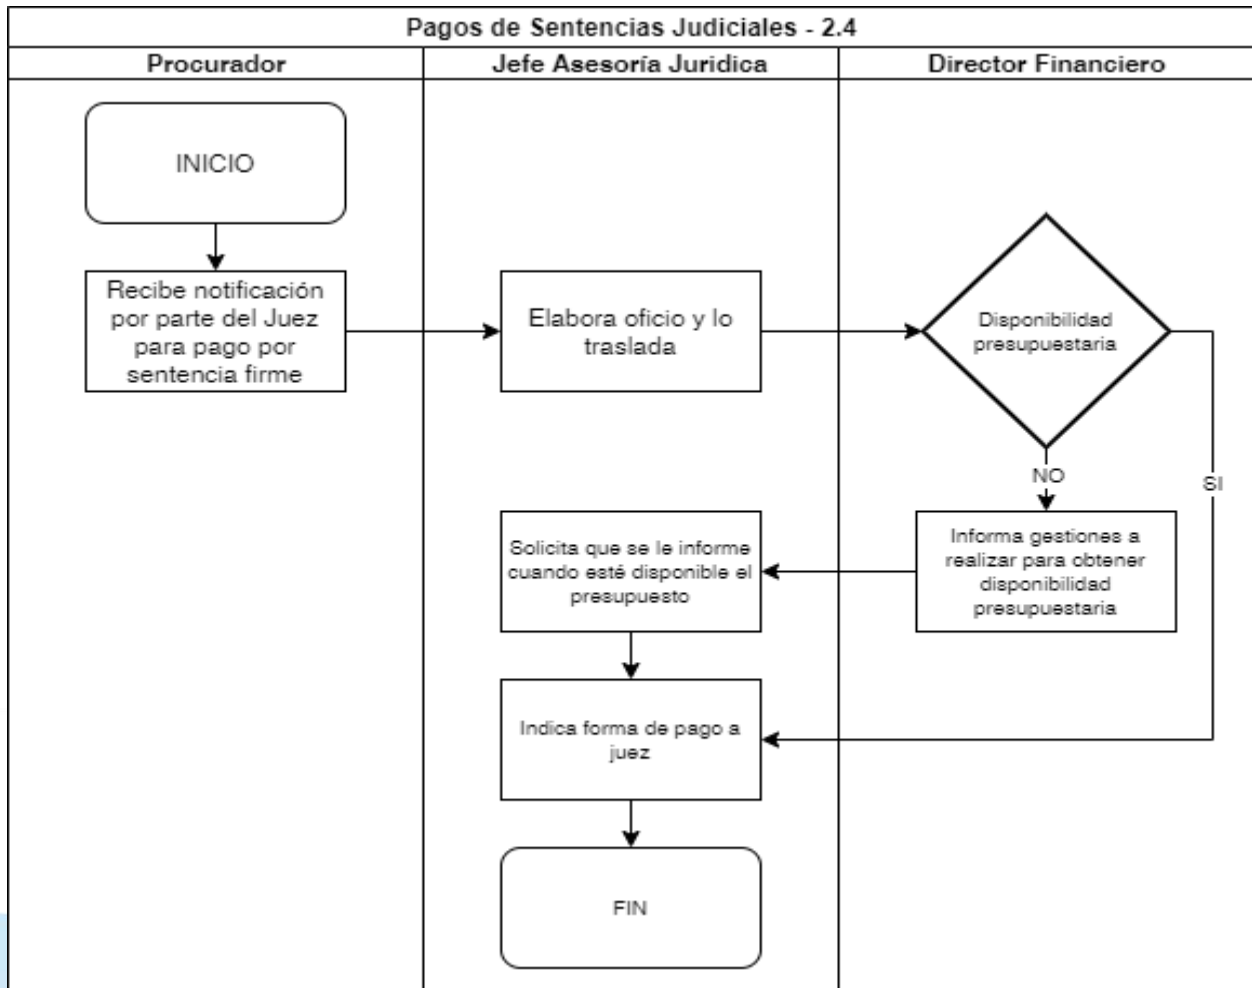 Pagos de Sentencias Judiciales - 2.4
Procurador
Jefe Asesoría Juridica
Director Financiero
INICIO
Recibe notificación
por parte del Juez
para pago por
sentencia firme
Elabora oficio y lo
traslada
Disponibilidad
presupuestaria
NO
SI
Informa gestiones a
realizar para obtener
disponibilidad
presupuestaria
Solicita que se le informe
cuando esté disponible el
presupuesto
Indica forma de pago a
juez
FIN